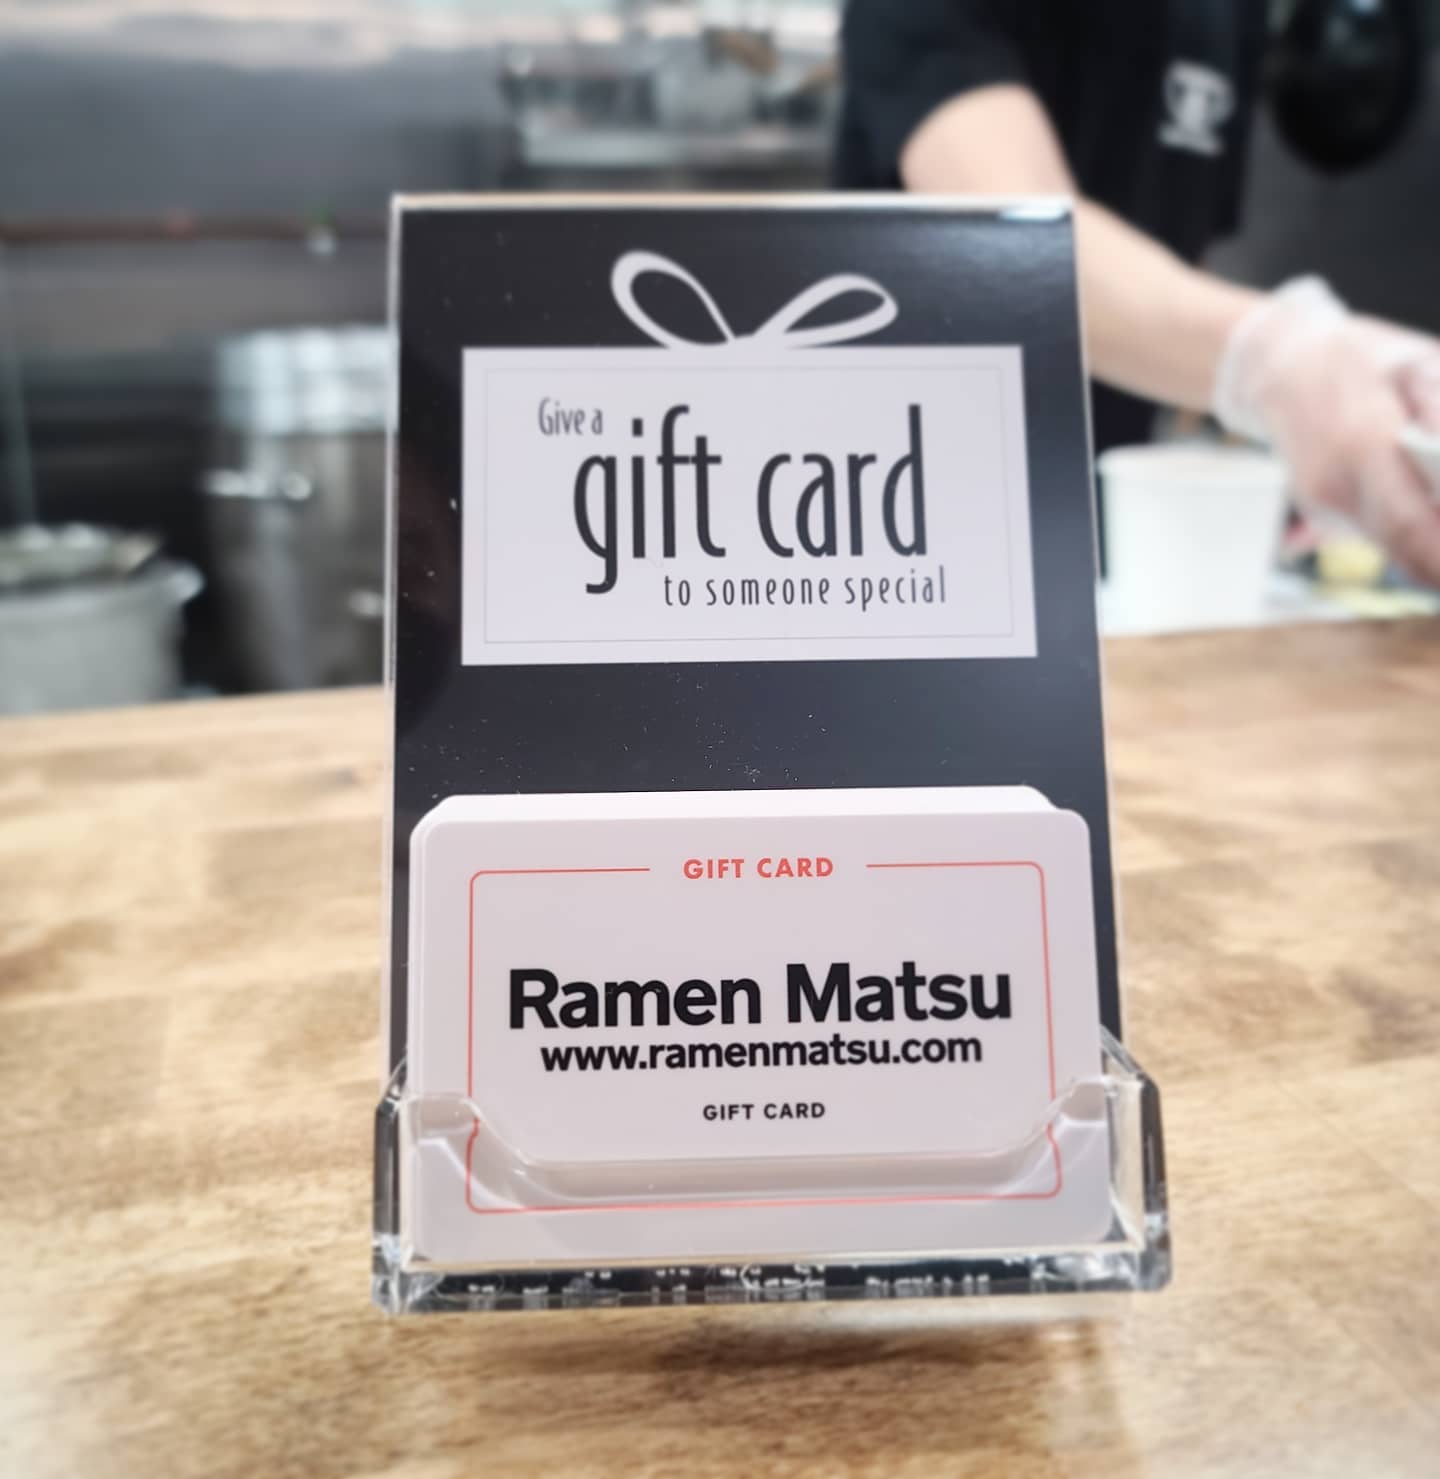 Give a
gift card
to someone special
GIFT CARD
Ramen Matsu
www.ramenmatsu.com
GIFT CARD